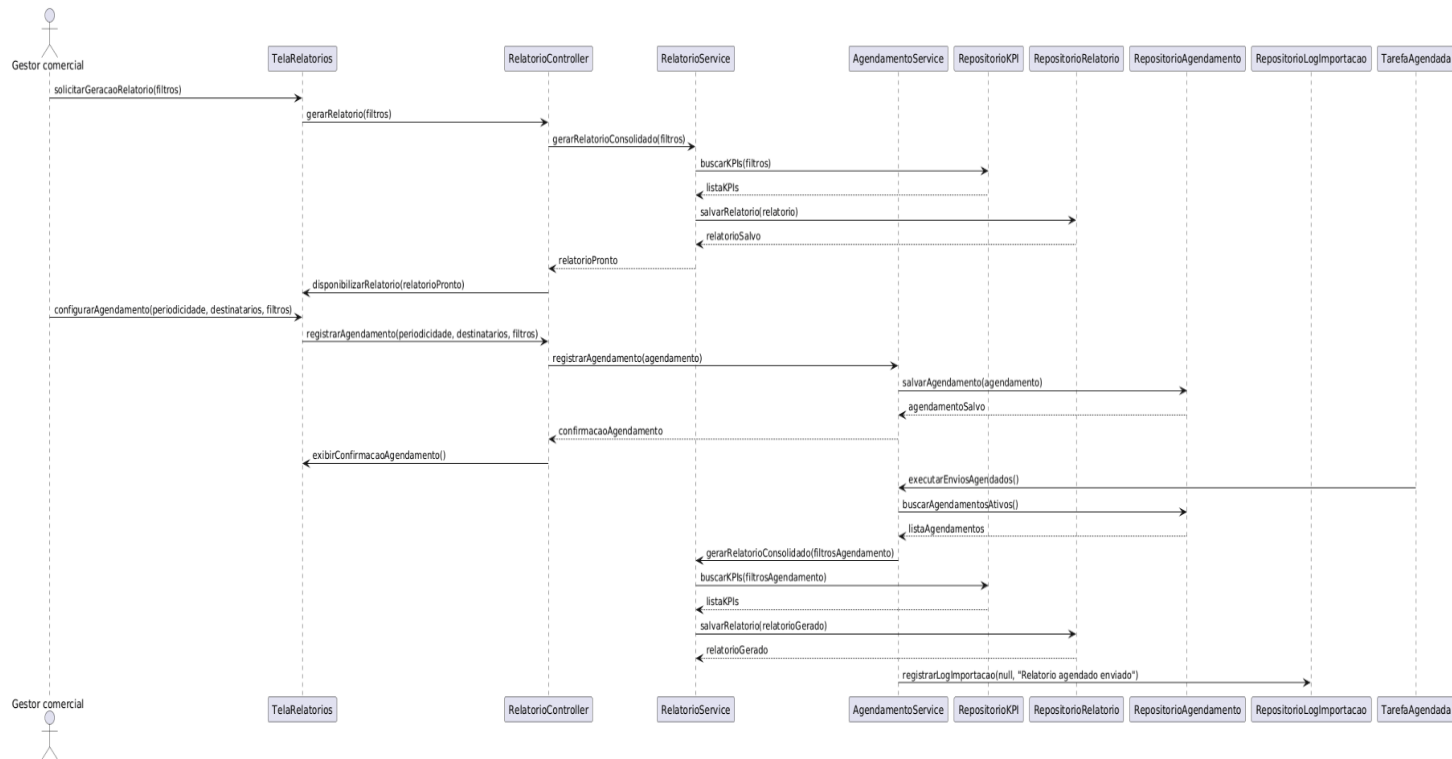 Gestor comercial
TelaRelatorios
RelatorioController
RelatorioService
AgendamentoService
RepositorioKPI
RepositorioRelatorio
RepositorioAgendamento
RepositorioLogImportacao
TarefaAgendada
solicitarGeracaoRelatorio(filtros)
gerarRelatorio(filtros)
gerarRelatorioConsolidado(filtros)
buscarKPIs(filtros)
listaKPIs
salvarRelatorio(relatorio)
relatorioSalvo
relatorioPronto
disponibilizarRelatorio(relatorioPronto)
configurarAgendamento(periodicidade, destinatarios, filtros)
registrarAgendamento(periodicidade, destinatarios, filtros)
registrarAgendamento(agendamento)
salvarAgendamento(agendamento)
agendamentoSalvo
confirmacaoAgendamento
exibirConfirmacaoAgendamento()
executarEnviosAgendados()
buscarAgendamentosAtivos()
listaAgendamentos
gerarRelatorioConsolidado(filtrosAgendamento)
buscarKPIs(filtrosAgendamento)
listaKPIs
salvarRelatorio(relatorioGerado)
relatorioGerado
registrarLogImportacao(null, "Relatorio agendado enviado")
Gestor comercial
TelaRelatorios
RelatorioController
RelatorioService
AgendamentoService
RepositorioKPI
RepositorioRelatorio
RepositorioAgendamento
RepositorioLogImportacao
TarefaAgendada